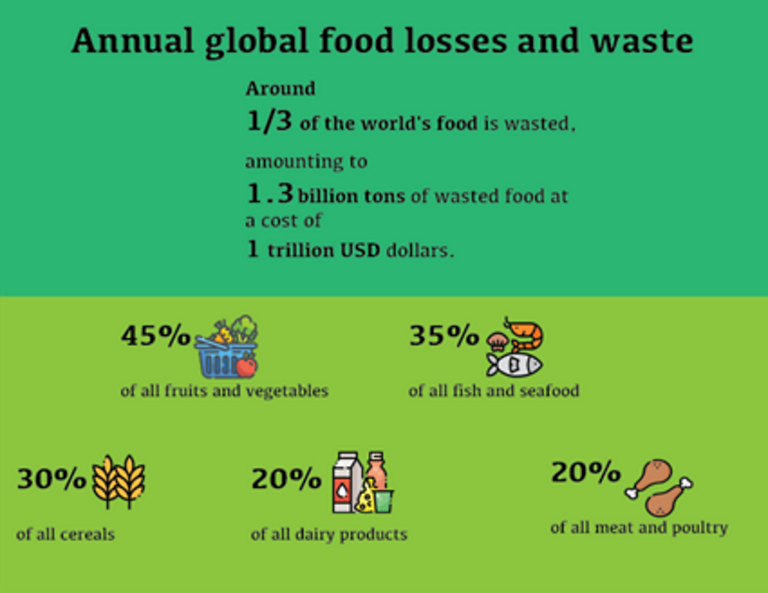 Annual global food losses and waste
Around
1/3 of the world's food is wasted,
amounting to
1.3 billion tons of wasted food at
a cost of
1 trillion USD dollars.
45%
of all fruits and vegetables
35%
of all fish and seafood
30%
of all cereals
20%
of all dairy products
20%
of all meat and poultry